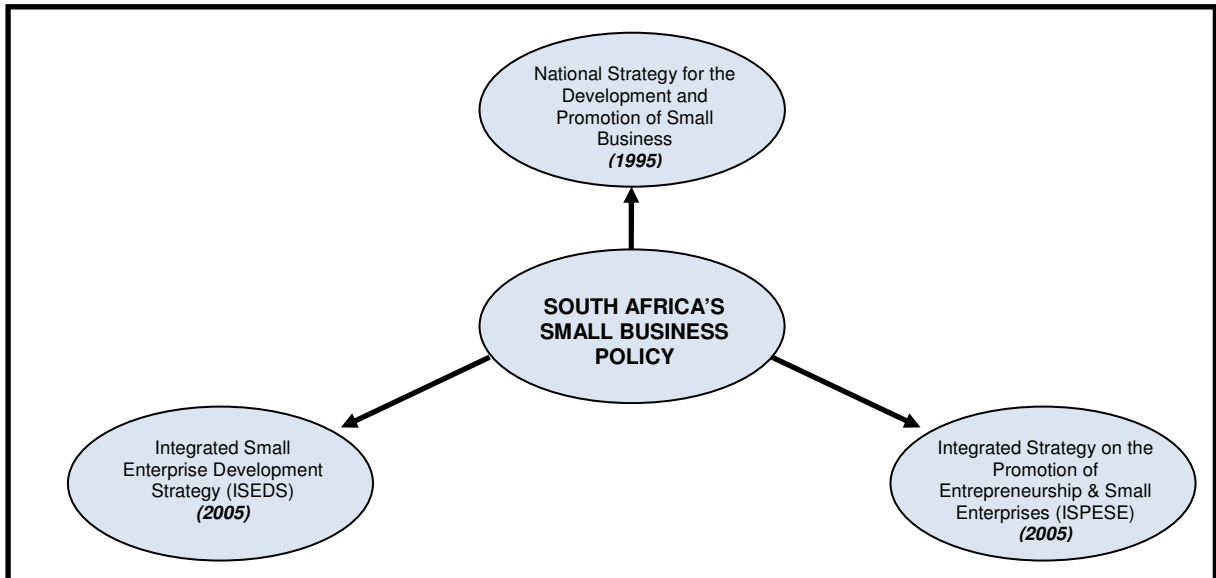 National Strategy for the
Development and
Promotion of Small
Business
(1995)
SOUTH AFRICA'S
SMALL BUSINESS
POLICY
Integrated Small
Enterprise Development
Strategy (ISEDS)
(2005)
Integrated Strategy on the
Promotion of
Entrepreneurship & Small
Enterprises (ISPESE)
(2005)